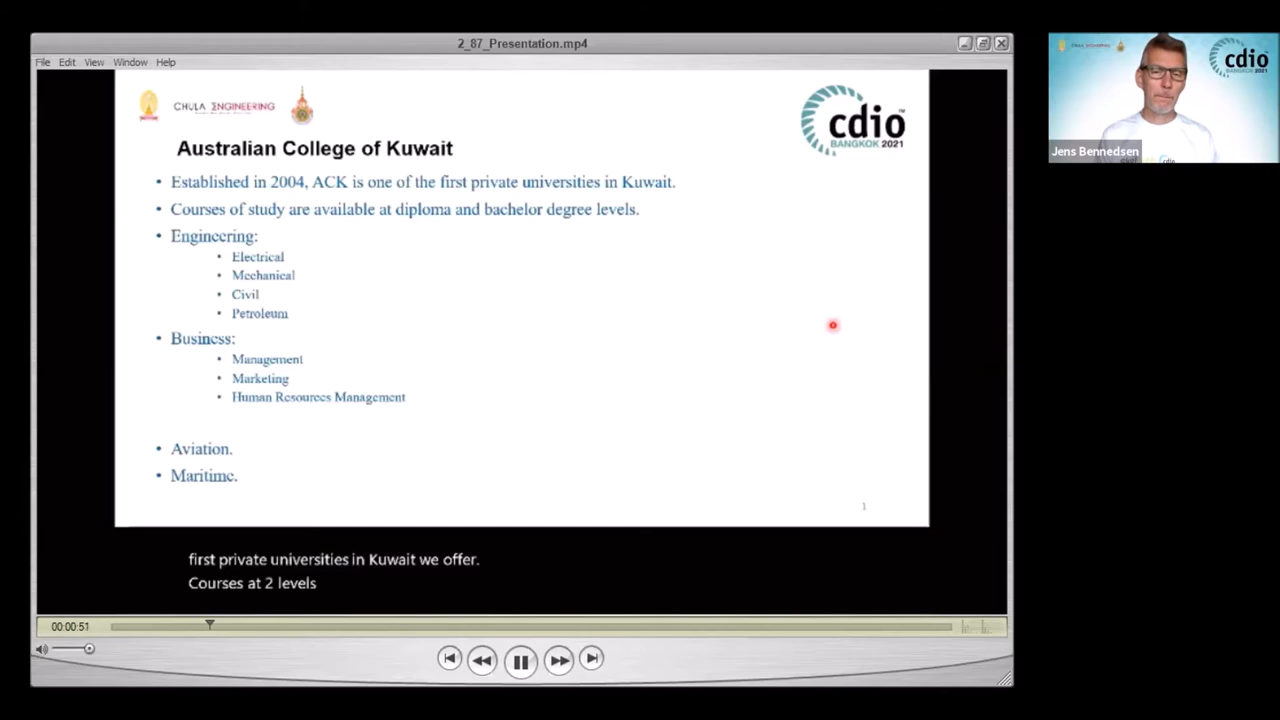 2_87_Presentation.mp4
File Edit View Window Help
CHULA ΣNGINEERING
cdio
BANGKOK 2021
Australian College of Kuwait
• Established in 2004, ACK is one of the first private universities in Kuwait.
• Courses of study are available at diploma and bachelor degree levels.
• Engineering:
• Electrical
• Mechanical
• Civil
• Petroleum
• Business:
• Management
• Marketing
• Human Resources Management
• Aviation.
• Maritime.
1
first private universities in Kuwait we offer.
Courses at 2 levels
00:00:51
cdio
BANGKOK 2021
Jens Bennedsen